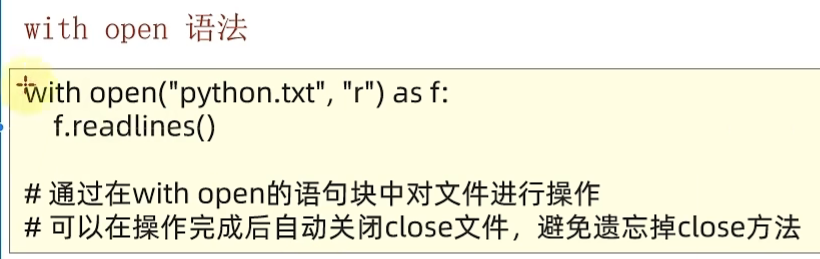 with open 语法
with open("python.txt", "r") as f:
    f.readlines()
# 通过在with open的语句块中对文件进行操作
# 可以在操作完成后自动关闭close文件，避免遗忘掉close方法